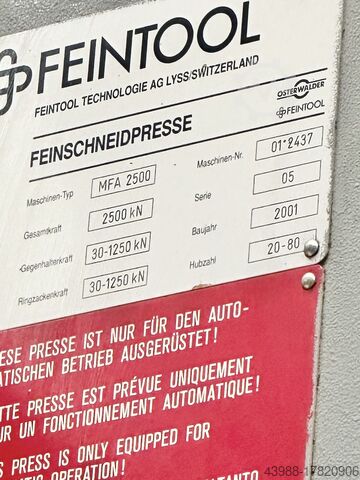 FEINTOOL
FEINTOOL TECHNOLOGIE AG LYSS/SWITZERLAND
OSTERWALDER
FEINTOOL
FEINSCHNEIDPRESSE
Maschinen-Typ MFA 2500 Maschinen-Nr. 01*2437
Gesamtkraft 2500 kN Serie 05
Gegenhalterkraft 30-1250 kN Baujahr 2001
Ringzackenkraft 30-1250 kN Hubzahl 20-80
ESE PRESSE IST NUR FÜR DEN AUTO-
ATISCHEN BETRIEB AUSGERÜSTET!
TTE PRESSE EST PRÉVUE UNIQUEMENT
UR UN FONCTIONNEMENT AUTOMATIQUE!
S PRESS IS ONLY EQUIPPED FOR
TIC OPERATION!
43988-17820906